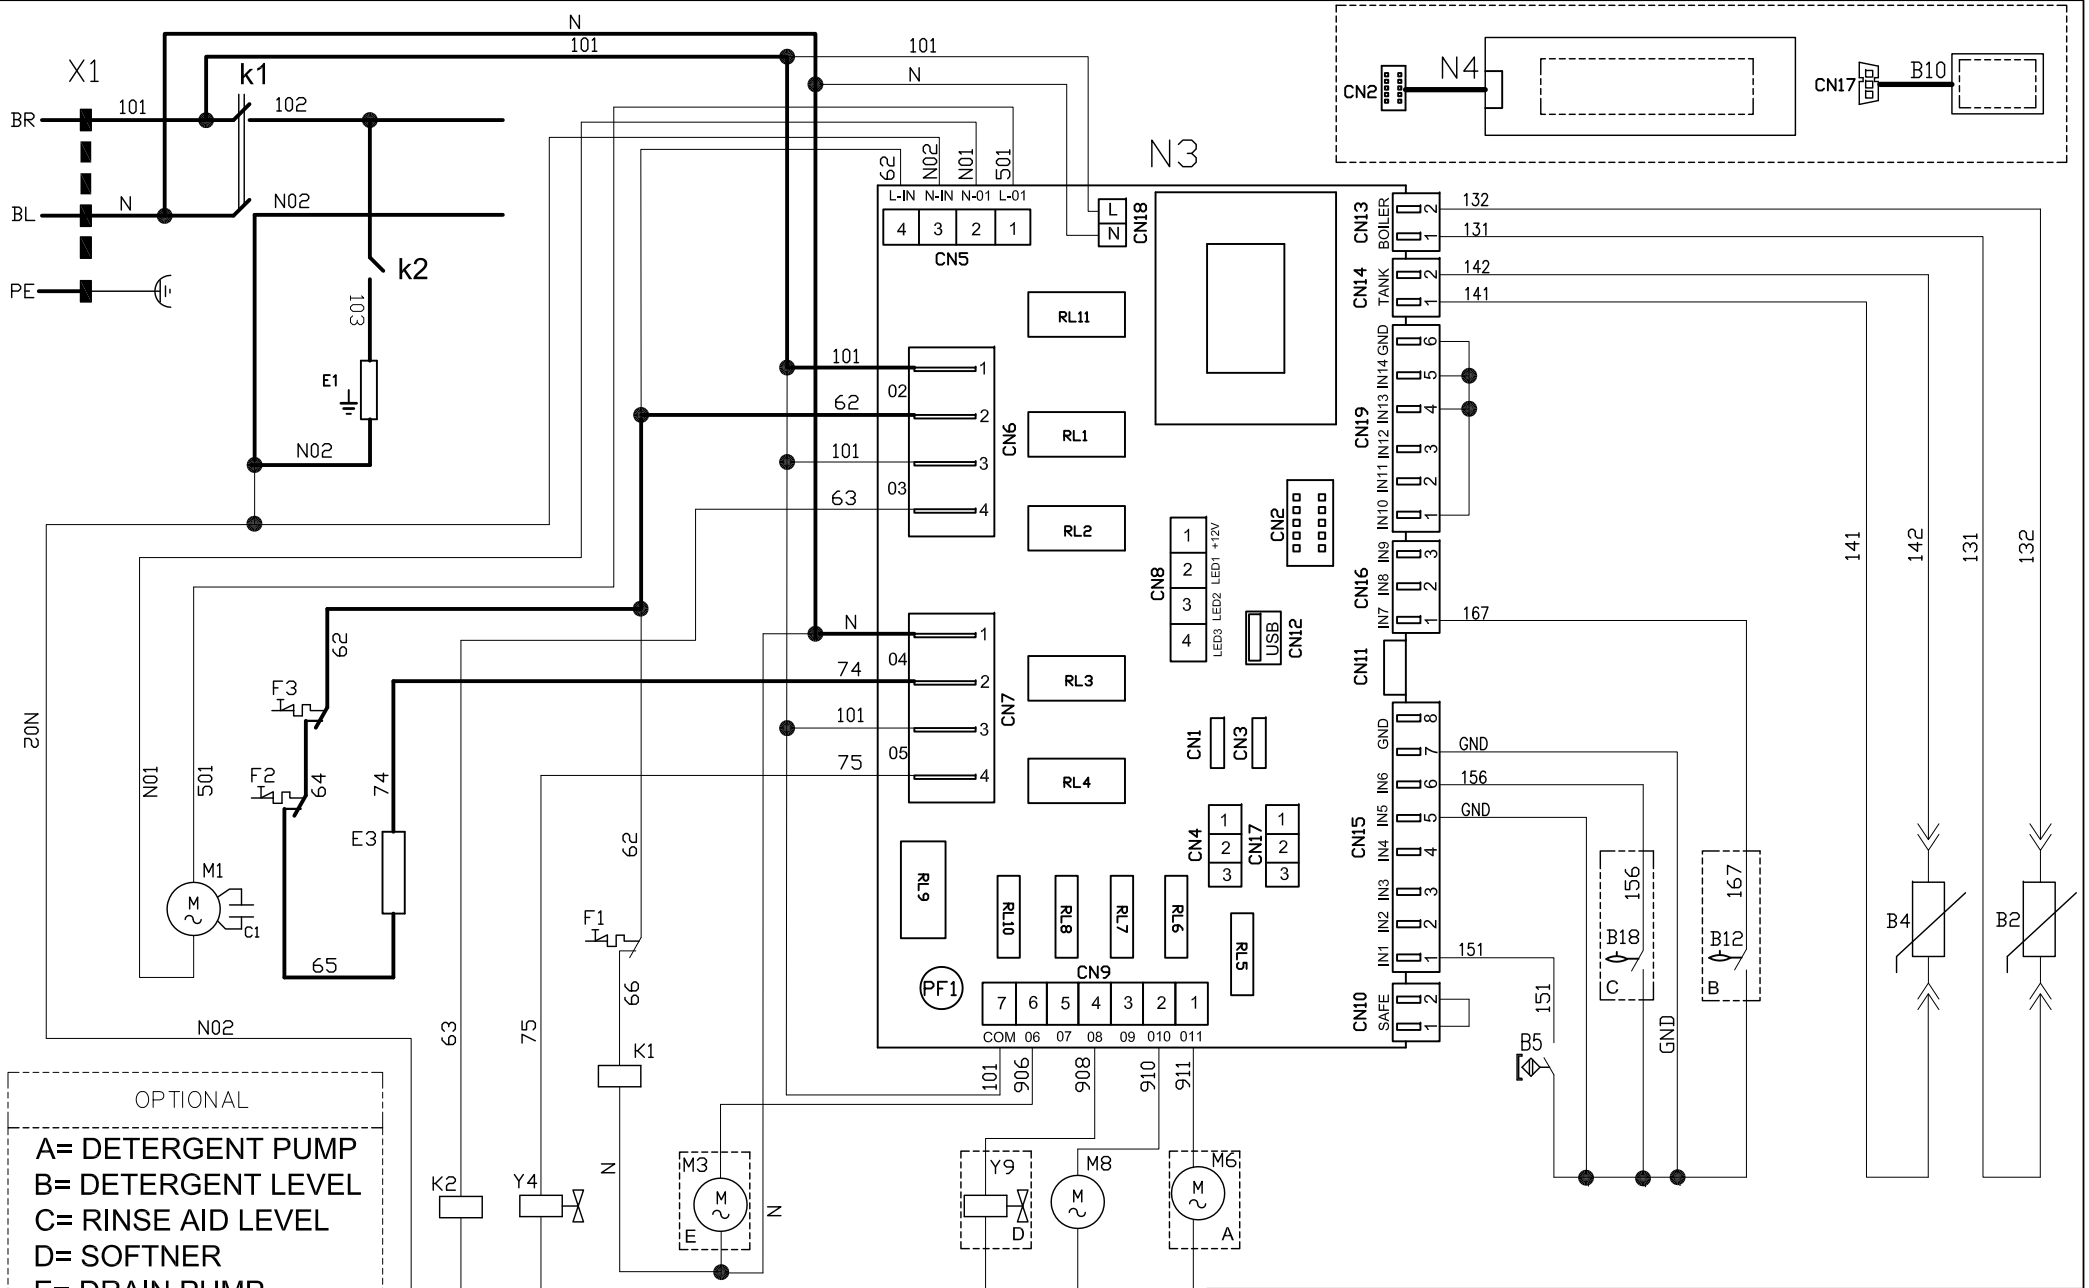 N
101
101
N
X1
k1
BR
101
102
BL
N
N02
PE
k2
103
E1
N02
N02
N01
501
62
F3
F2
64
74
E3
65
M1
M
C1
N02
63
75
62
F1
66
K1
N
K2
Y4
OPTIONAL
A= DETERGENT PUMP
B= DETERGENT LEVEL
C= RINSE AID LEVEL
D= SOFTNER
E= DRAIN PUMP
M3
M
E
N
Y9
D
M8
M
M6
M
A
CN2
N4
CN17
B10
N3
62
N02
N01
501
L-IN N-IN N-01 L-01
4 3 2 1
CN5
L
N
CN18
RL11
101
02
62
101
03
63
1
2
3
4
CN6
RL1
RL2
N
04
74
101
05
75
1
2
3
4
CN7
RL3
RL4
CN8
1
2
3
4
+12V
LED1
LED2
LED3
CN2
USB
CN12
CN1
CN3
CN4
1
2
3
CN17
1
2
3
RL9
RL10
RL8
RL7
RL6
RL5
PF1
CN9
7 6 5 4 3 2 1
COM 06 07 08 09 010 011
101
906
908
910
911
CN13
BOILER
2
1
132
131
CN14
TANK
2
1
142
141
CN19
GND
IN14
IN13
IN12
IN11
IN10
6
5
4
3
2
1
CN16
IN9
IN8
IN7
3
2
1
167
CN11
CN15
GND
IN6
IN5
IN4
IN3
IN2
IN1
8
7
6
5
4
3
2
1
GND
156
GND
151
CN10
SAFE
2
1
151
B5
156
B18
C
GND
167
B12
B
141
142
131
132
B4
B2